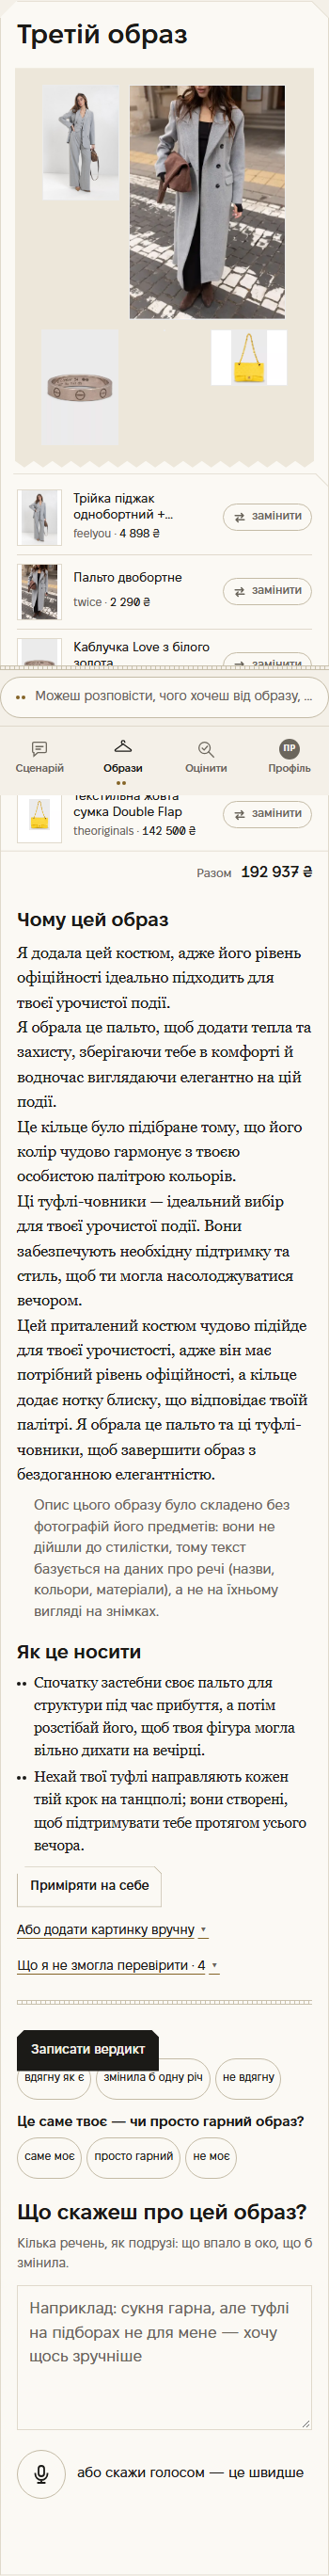 Третій образ
Трійка піджак
однобортний +...
feelyou · 4 898 ₴
замінити
Пальто двобортне
twice · 2 290 ₴
замінити
Каблучка Love з білого
золота
замінити
Можеш розповісти, чого хочеш від образу, ...
Сценарій
Образи
Оцінити
ПР
Профіль
Текстильна жовта
сумка Double Flap
theoriginals · 142 500 ₴
замінити
Разом 192 937 ₴
Чому цей образ
Я додала цей костюм, адже його рівень
офіційності ідеально підходить для
твоєї урочистої події.
Я обрала це пальто, щоб додати тепла та
захисту, зберігаючи тебе в комфорті й
водночас виглядаючи елегантно на цій
події.
Це кільце було підібране тому, що його
колір чудово гармонує з твоєю
особистою палітрою кольорів.
Ці туфлі-човники — ідеальний вибір
для твоєї урочистої події. Вони
забезпечують необхідну підтримку та
стиль, щоб ти могла насолоджуватися
вечором.
Цей приталений костюм чудово підійде
для твоєї урочистості, адже він має
потрібний рівень офіційності, а кільце
додає нотку блиску, що відповідає твоїй
палітрі. Я обрала це пальто та ці туфлі-
човники, щоб завершити образ з
бездоганною елегантністю.
Опис цього образу було складено без
фотографій його предметів: вони не
дійшли до стилістки, тому текст
базується на даних про речі (назви,
кольори, матеріали), а не на їхньому
вигляді на знімках.
Як це носити
Спочатку застебни своє пальто для
структури під час прибуття, а потім
розстібай його, щоб твоя фігура могла
вільно дихати на вечірці.
Нехай твої туфлі направляють кожен
твій крок на танцполі; вони створені,
щоб підтримувати тебе протягом усього
вечора.
Приміряти на себе
Або додати картинку вручну
Що я не змогла перевірити · 4
Записати вердикт
вдягну як є
змінила б одну річ
не вдягну
Це саме твоє — чи просто гарний образ?
саме моє
просто гарний
не моє
Що скажеш про цей образ?
Кілька речень, як подрузі: що впало в око, що б
змінила.
Наприклад: сукня гарна, але туфлі
на підборах не для мене — хочу
щось зручніше
або скажи голосом — це швидше